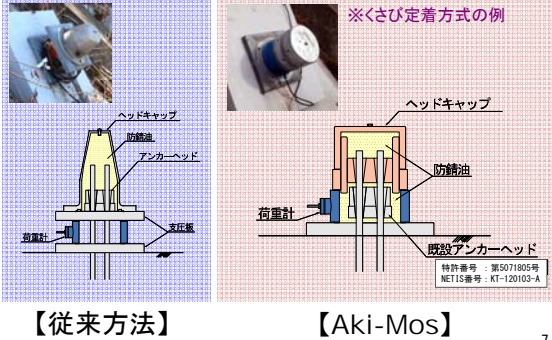 ※くさび定着方式の例
ヘッドキャップ
防錆油
アンカーヘッド
荷重計
支圧板
ヘッドキャップ
防錆油
荷重計
既設アンカーヘッド
特許番号 : 第5071805号
NETIS番号 : KT-120103-A
【従来方法】
【Aki-Mos】
7